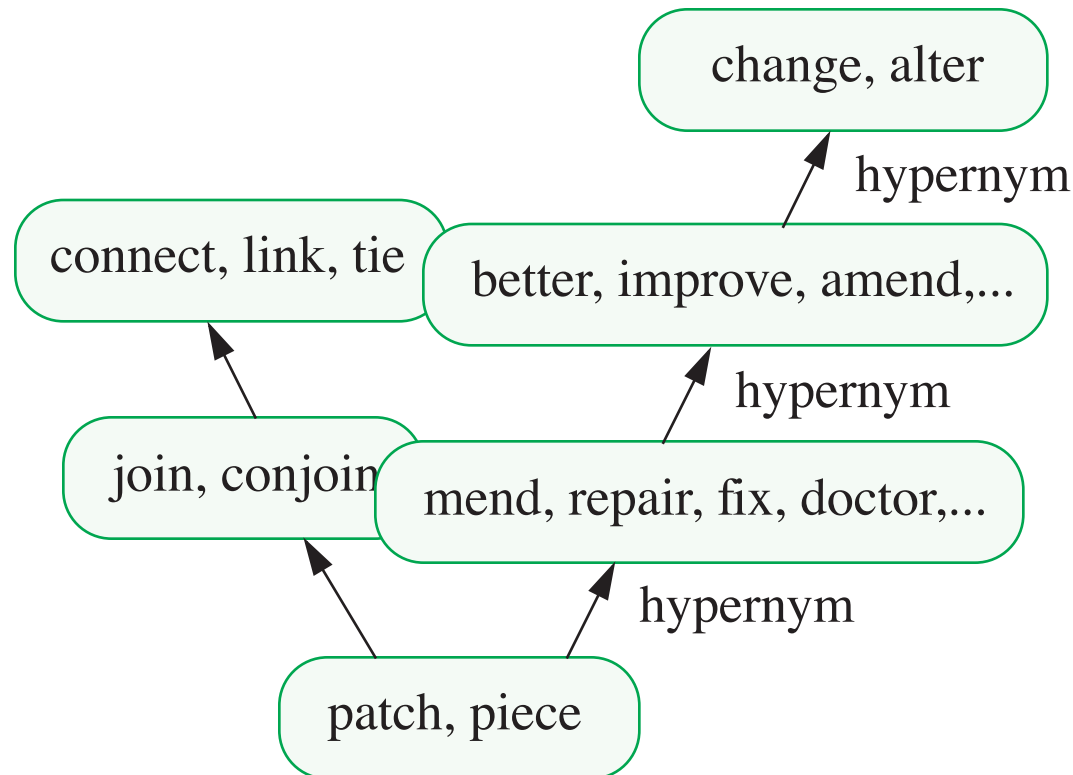 change, alter
hypernym
connect, link, tie
better, improve, amend,...
hypernym
join, conjoin
mend, repair, fix, doctor,...
hypernym
patch, piece